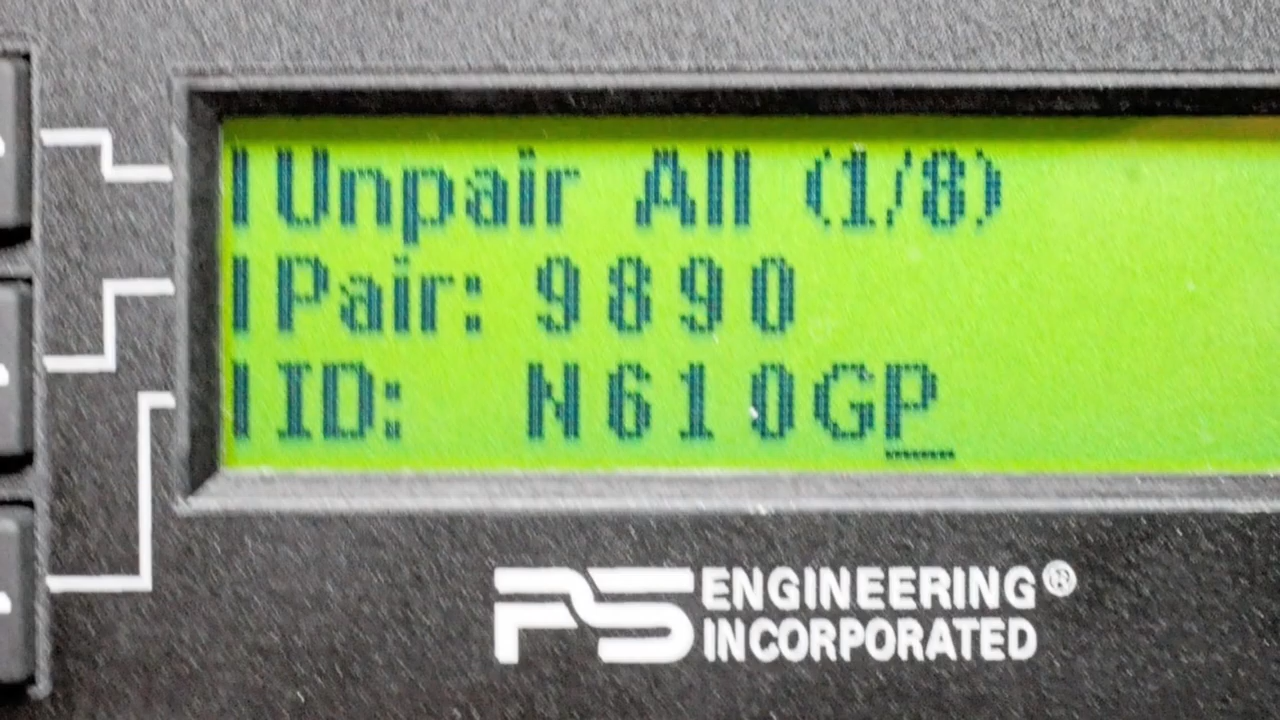 Unpair All (1/8)
Pair: 9890
ID: N610GP
PS ENGINEERING®
INCORPORATED